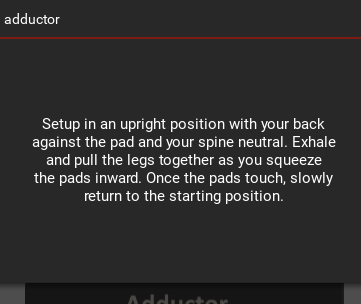 adductor
Setup in an upright position with your back
against the pad and your spine neutral. Exhale
and pull the legs together as you squeeze
the pads inward. Once the pads touch, slowly
return to the starting position.
Adductor